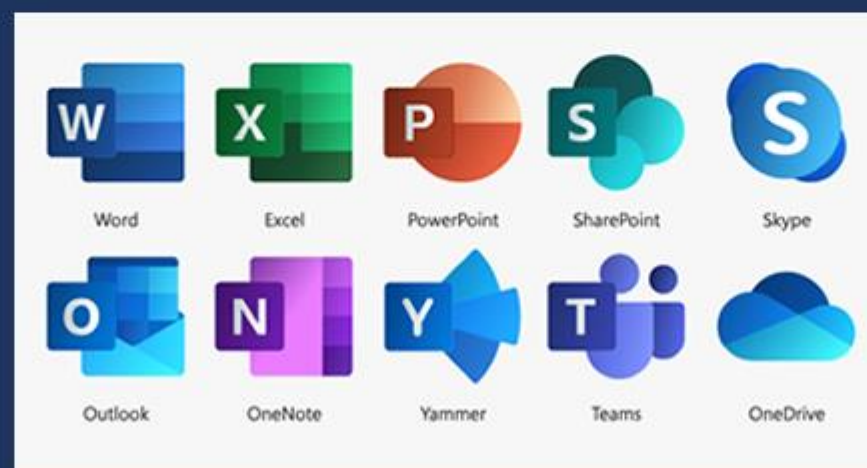 W X P S S
Word Excel PowerPoint SharePoint Skype
O N Y T
Outlook OneNote Yammer Teams OneDrive